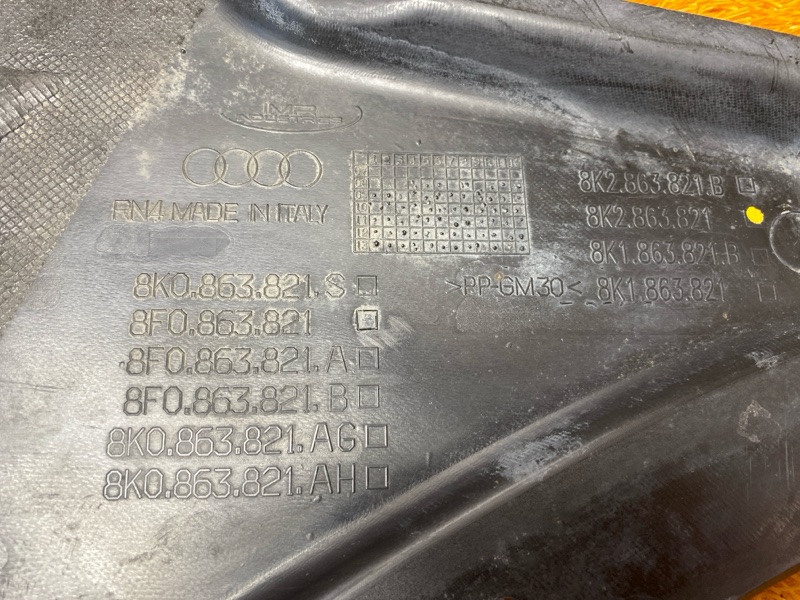 RN4 MADE IN ITALY
8K0.863.821.S
8F0.863.821
8F0.863.821.A
8F0.863.821.B
8K0.863.821.AG
8K0.863.821.AH
8K2.863.821.B
8K2.863.821
8K1.863.821.B
>PP-GM30<
8K1.863.821